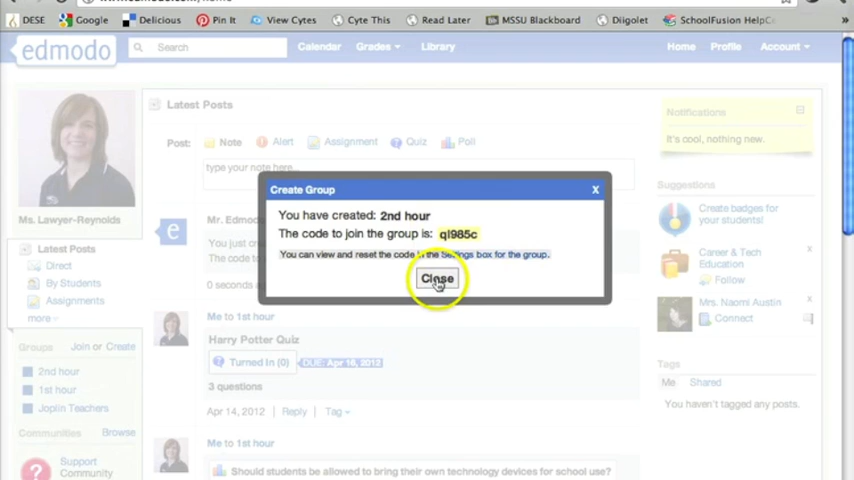 DESE Google Delicious Pin It View Cytes Cyte This Read Later MSSU Blackboard Diigolet SchoolFusion HelpCe
edmodo Search Calendar Grades Library Home Profile Account
Latest Posts
Notifications
It's cool, nothing new.
Post: Note Alert Assignment Quiz Poll
type your note here...
Create Group X
You have created: 2nd hour
The code to join the group is: ql985c
You can view and reset the code in the Settings box for the group.
Close
Ms. Lawyer-Reynolds
Latest Posts
Direct
By Students
Assignments
more
Groups Join or Create
2nd hour
1st hour
Joplin Teachers
Communities Browse
Support
Community
Mr. Edmodo
You just
The code
0 seconds
Me to 1st hour
Harry Potter Quiz
Turned In (0) DUE: Apr 16, 2012
3 questions
Apr 14, 2012 Reply Tag
Me to 1st hour
Should students be allowed to bring their own technology devices for school use?
Suggestions
Create badges for
your students!
Career & Tech
Education
Follow
Mrs. Naomi Austin
Connect
Tags
Me Shared
You haven't tagged any posts.